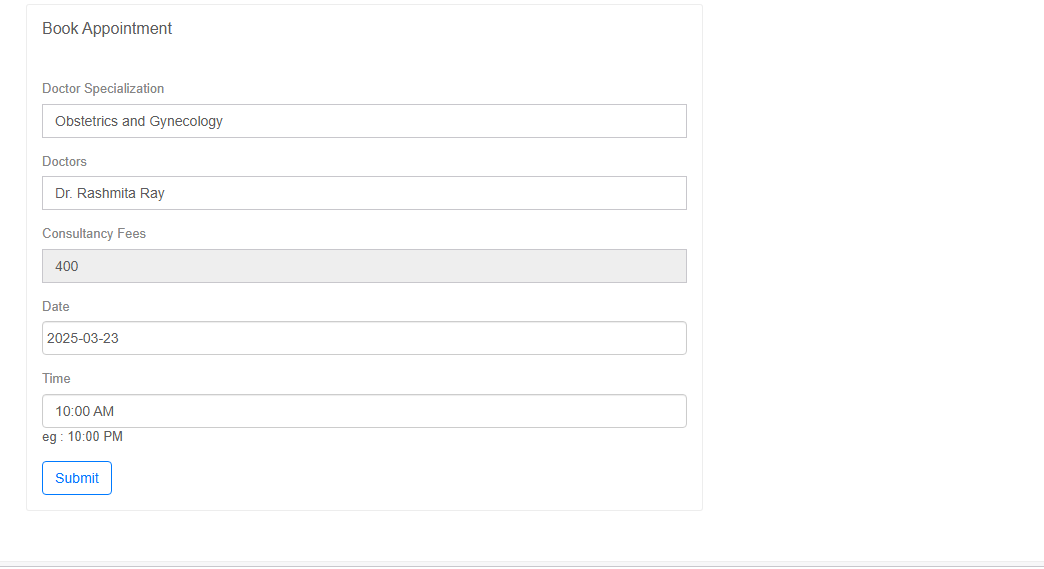 Book Appointment
Doctor Specialization
Obstetrics and Gynecology
Doctors
Dr. Rashmita Ray
Consultancy Fees
400
Date
2025-03-23
Time
10:00 AM
eg : 10:00 PM
Submit